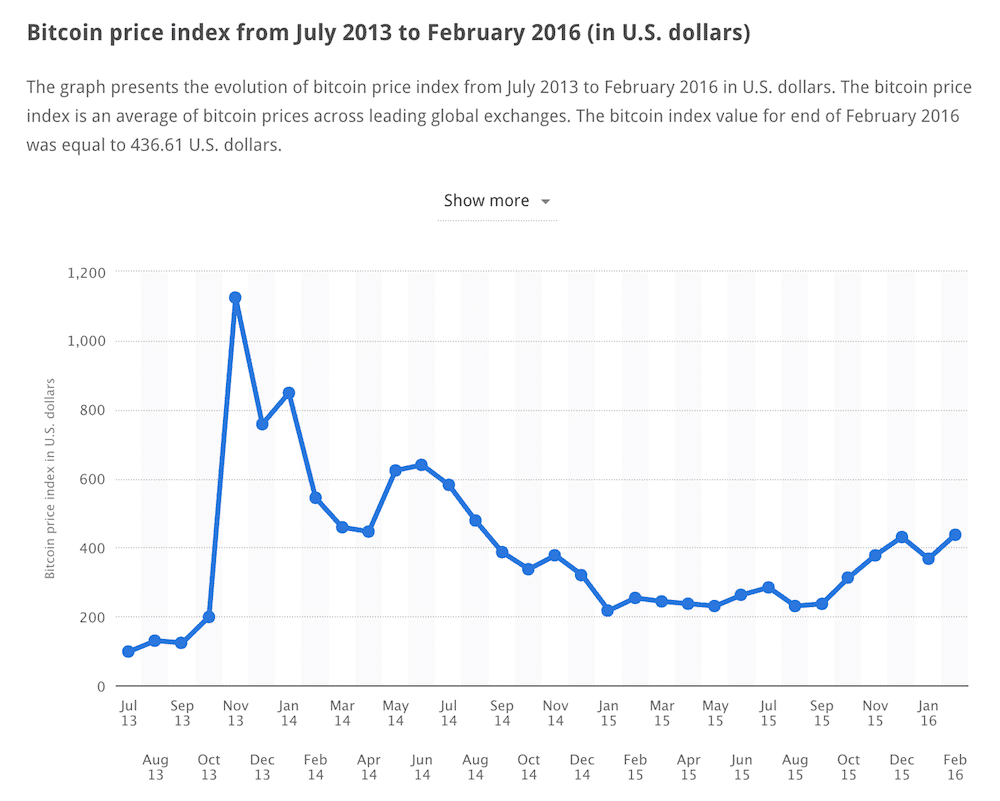 Bitcoin price index from July 2013 to February 2016 (in U.S. dollars)
The graph presents the evolution of bitcoin price index from July 2013 to February 2016 in U.S. dollars. The bitcoin price
index is an average of bitcoin prices across leading global exchanges. The bitcoin index value for end of February 2016
was equal to 436.61 U.S. dollars.
Show more
Bitcoin price index in U.S. dollars
1,200
1,000
800
600
400
200
0
Jul Sep Nov Jan Mar May Jul Sep Nov Jan Mar May Jul Sep Nov Jan
13 13 13 14 14 14 14 14 14 15 15 15 15 15 15 16
Aug Oct Dec Feb Apr Jun Aug Oct Dec Feb Apr Jun Aug Oct Dec Feb
13 13 13 14 14 14 14 14 14 15 15 15 15 15 15 16